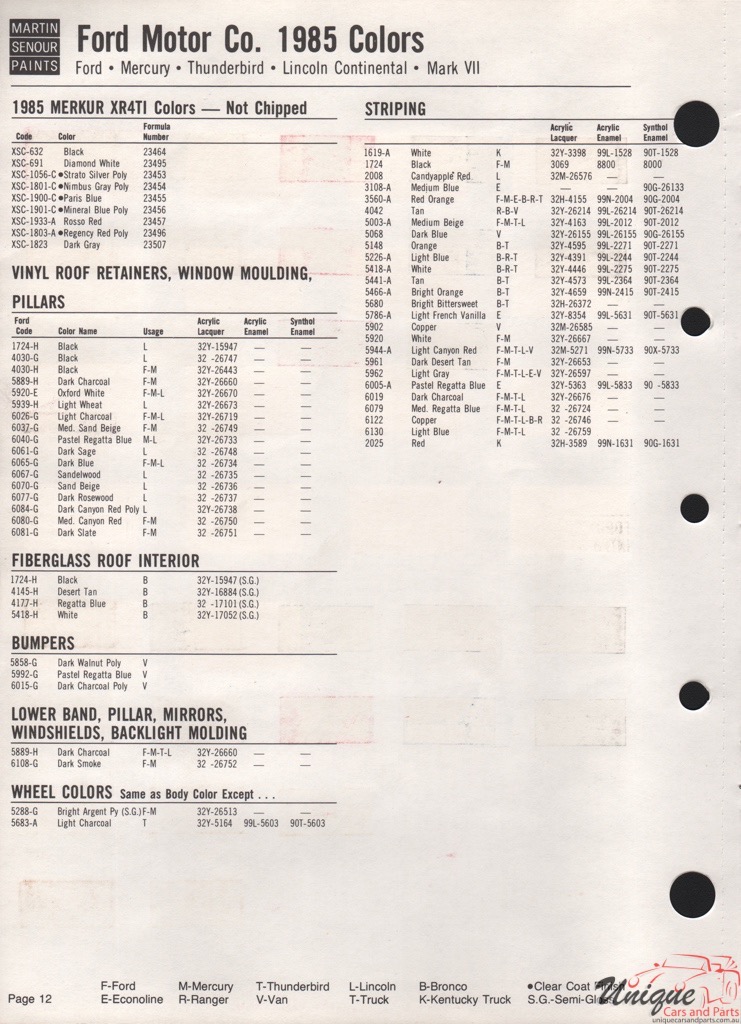 MARTIN
SENOUR
PAINTS
Ford Motor Co. 1985 Colors
Ford • Mercury • Thunderbird • Lincoln Continental • Mark VII
1985 MERKUR XR4TI Colors — Not Chipped
Code Color Formula Number
XSC-632 Black 23464
XSC-691 Diamond White 23495
XSC-1056-C ●Strato Silver Poly 23453
XSC-1801-C ●Nimbus Gray Poly 23454
XSC-1900-C ●Paris Blue 23455
XSC-1901-C ●Mineral Blue Poly 23456
XSC-1933-A Rosso Red 23457
XSC-1803-A ●Regency Red Poly 23496
XSC-1823 Dark Gray 23507
VINYL ROOF RETAINERS, WINDOW MOULDING,
PILLARS
Ford Code Color Name Usage Acrylic Lacquer Acrylic Enamel Synthol Enamel
1724-H Black L 32Y-15947 — —
4030-G Black L 32 -26747 — —
4030-H Black F-M 32Y-26443 — —
5889-H Dark Charcoal F-M 32Y-26660 — —
5920-E Oxford White F-M-L 32Y-26670 — —
5939-H Light Wheat L 32Y-26673 — —
6026-G Light Charcoal F-M-L 32Y-26719 — —
6037-G Med. Sand Beige F-M 32 -26749 — —
6040-G Pastel Regatta Blue M-L 32Y-26733 — —
6061-G Dark Sage L 32 -26748 — —
6065-G Dark Blue F-M-L 32 -26734 — —
6067-G Sandelwood L 32 -26735 — —
6070-G Sand Beige L 32 -26736 — —
6077-G Dark Rosewood L 32 -26737 — —
6084-G Dark Canyon Red Poly L 32Y-26738 — —
6080-G Med. Canyon Red F-M 32 -26750 — —
6081-G Dark Slate F-M 32 -26751 — —
FIBERGLASS ROOF INTERIOR
1724-H Black B 32Y-15947 (S.G.)
4145-H Desert Tan B 32Y-16884 (S.G.)
4177-H Regatta Blue B 32 -17101 (S.G.)
5418-H White B 32Y-17052 (S.G.)
BUMPERS
5858-G Dark Walnut Poly V
5992-G Pastel Regatta Blue V
6015-G Dark Charcoal Poly V
LOWER BAND, PILLAR, MIRRORS,
WINDSHIELDS, BACKLIGHT MOLDING
5889-H Dark Charcoal F-M-T-L 32Y-26660 — —
6108-G Dark Smoke F-M 32 -26752 — —
WHEEL COLORS Same as Body Color Except . . .
5288-G Bright Argent Py (S.G.) F-M 32Y-26513 — —
5683-A Light Charcoal T 32Y-5164 99L-5603 90T-5603
STRIPING
Acrylic Lacquer Acrylic Enamel Synthol Enamel
1619-A White K 32Y-3398 99L-1528 90T-1528
1724 Black F-M 3069 8800 8000
2008 Candyapple Red L 32M-26576 — —
3108-A Medium Blue E — — 90G-26133
3560-A Red Orange F-M-E-B-R-T 32H-4155 99N-2004 90G-2004
4042 Tan R-B-V 32Y-26214 99L-26214 90T-26214
5003-A Medium Beige F-M-T-L 32Y-4163 99L-2012 90T-2012
5068 Dark Blue V 32Y-26155 99L-26155 90G-26155
5148 Orange B-T 32Y-4595 99L-2271 90T-2271
5226-A Light Blue B-R-T 32Y-4391 99L-2244 90T-2244
5418-A White B-R-T 32Y-4446 99L-2275 90T-2275
5441-A Tan B-T 32Y-4573 99L-2364 90T-2364
5466-A Bright Orange B-T 32Y-4659 99N-2415 90T-2415
5680 Bright Bittersweet B-T 32H-26372 — —
5786-A Light French Vanilla E 32Y-8354 99L-5631 90T-5631
5902 Copper V 32M-26585 — —
5920 White F-M 32Y-26667 — —
5944-A Light Canyon Red F-M-T-L-V 32M-5271 99N-5733 90X-5733
5961 Dark Desert Tan F-M 32Y-26653 — —
5962 Light Gray F-M-T-L-E-V 32Y-26597 — —
6005-A Pastel Regatta Blue E 32Y-5363 99L-5833 90 -5833
6019 Dark Charcoal F-M-T-L 32Y-26676 — —
6079 Med. Regatta Blue F-M-T-L 32 -26724 — —
6122 Copper F-M-T-L-B-R 32 -26746 — —
6130 Light Blue F-M-T-L 32 -26759 — —
2025 Red K 32H-3589 99N-1631 90G-1631
F-Ford M-Mercury T-Thunderbird L-Lincoln B-Bronco ●Clear Coat Finish
Page 12 E-Econoline R-Ranger V-Van T-Truck K-Kentucky Truck S.G.-Semi-Gloss
Unique
Cars and Parts
uniquecarsandparts.com.au